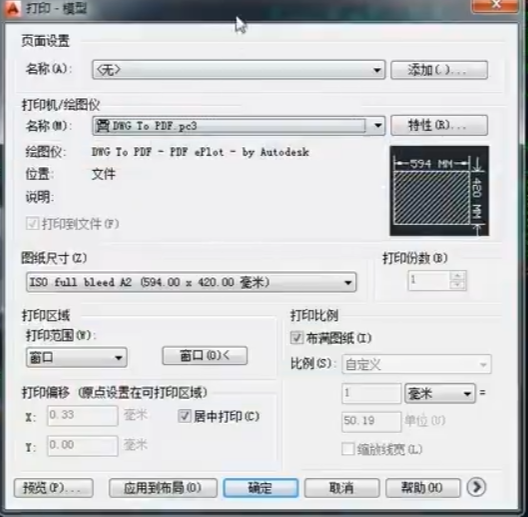 打印 - 模型
页面设置
名称(A): <无> 添加(.)...
打印机/绘图仪
名称(M): DWG To PDF.pc3 特性(R)...
绘图仪: DWG To PDF - PDF ePlot - by Autodesk
位置: 文件
说明:
594 MM
420 MM
打印到文件(F)
图纸尺寸(Z) 打印份数(B)
ISO full bleed A2 (594.00 x 420.00 毫米) 1
打印区域 打印比例
打印范围(W): 布满图纸(I)
窗口 窗口(O)< 比例(S): 自定义
打印偏移 (原点设置在可打印区域) 1 毫米 =
X: 0.33 毫米 居中打印(C) 50.19 单位(U)
Y: 0.00 毫米 缩放线宽(L)
预览(P)... 应用到布局(U) 确定 取消 帮助(H)